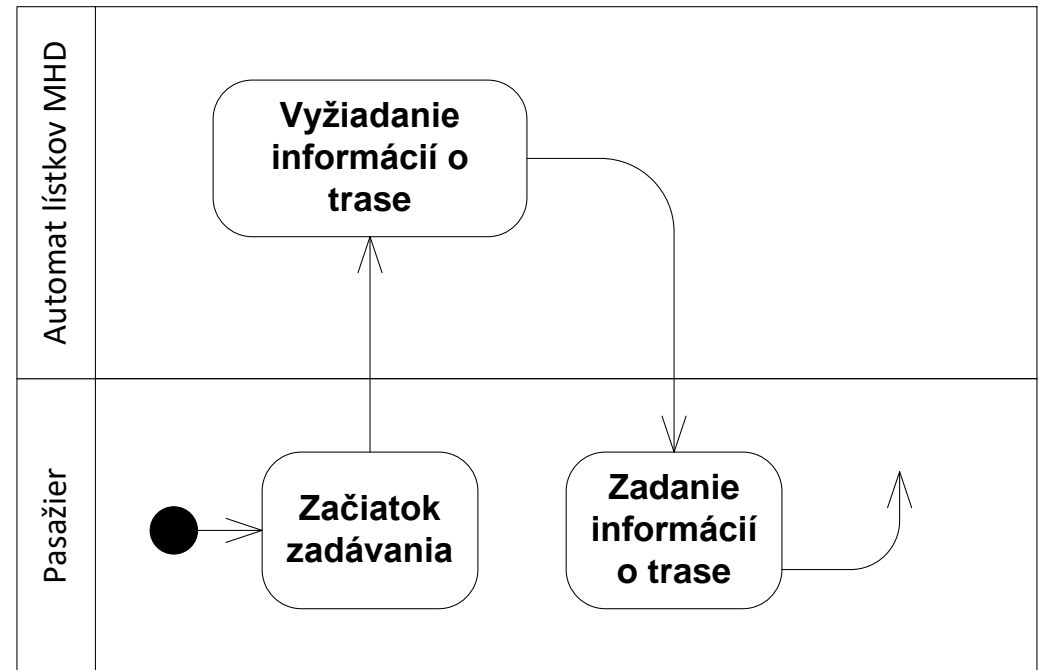 Automat lístkov MHD
Vyžiadanie
informácií o
trase
Pasažier
Začiatok
zadávania
Zadanie
informácií
o trase